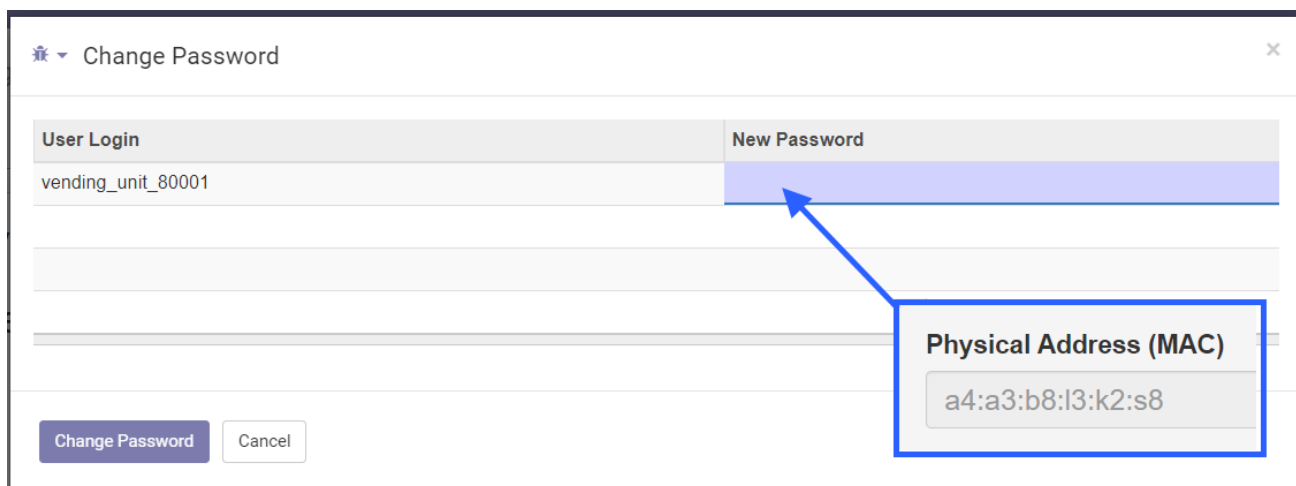 Change Password
×
User Login New Password
vending_unit_80001
Physical Address (MAC)
a4:a3:b8:l3:k2:s8
Change Password Cancel